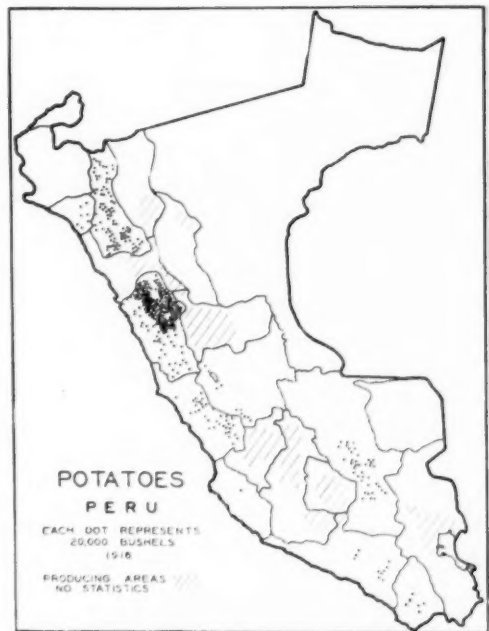 POTATOES
PERU
EACH DOT REPRESENTS
20,000 BUSHELS
1918
PRODUCING AREAS
NO STATISTICS